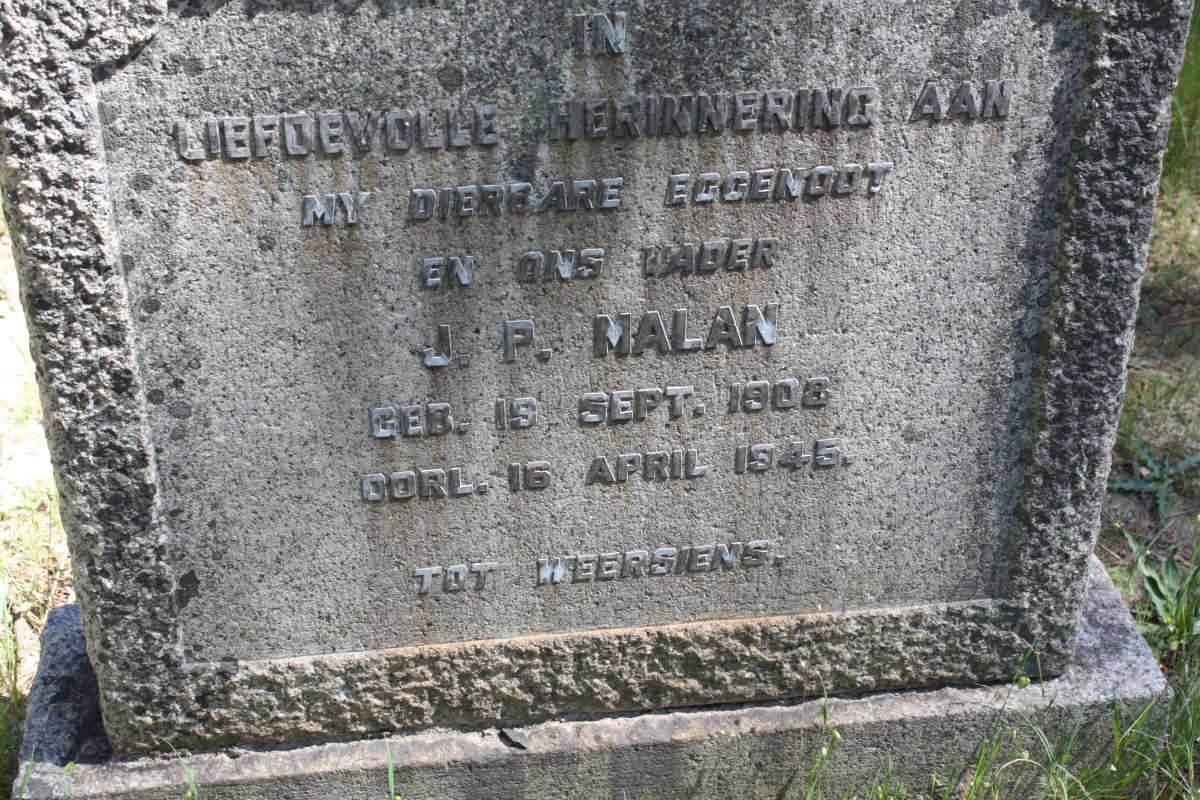 IN
LIEFDEVOLLE HERINNERING AAN
MY DIERBARE EGGENOOT
EN ONS VADER
J. P. MALAN
GEB. 19 SEPT. 1908
OORL. 16 APRIL 1945.
TOT WEERSIENS.